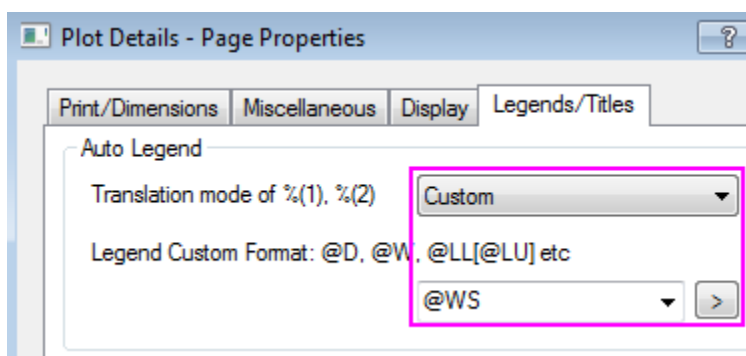 Plot Details - Page Properties
?
Print/Dimensions Miscellaneous Display Legends/Titles
Auto Legend
Translation mode of %(1), %(2) Custom
Legend Custom Format: @D, @W, @LL[@LU] etc
@WS >